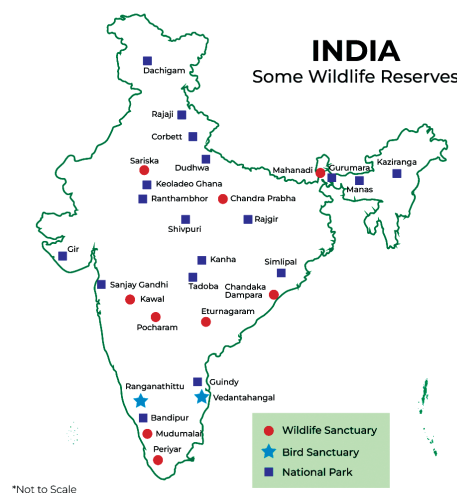 INDIA
Some Wildlife Reserves
Dachigam
Rajaji
Corbett
Dudhwa
Sariska
Mahanadi
Gurumara
Kaziranga
Manas
Keoladeo Ghana
Ranthambhor
Chandra Prabha
Shivpuri
Rajgir
Gir
Kanha
Simlipal
Sanjay Gandhi
Tadoba
Chandaka
Dampara
Kawal
Pocharam
Eturnagaram
Ranganathittu
Guindy
Vedantahangal
Bandipur
Mudumalai
Periyar
Wildlife Sanctuary
Bird Sanctuary
National Park
*Not to Scale